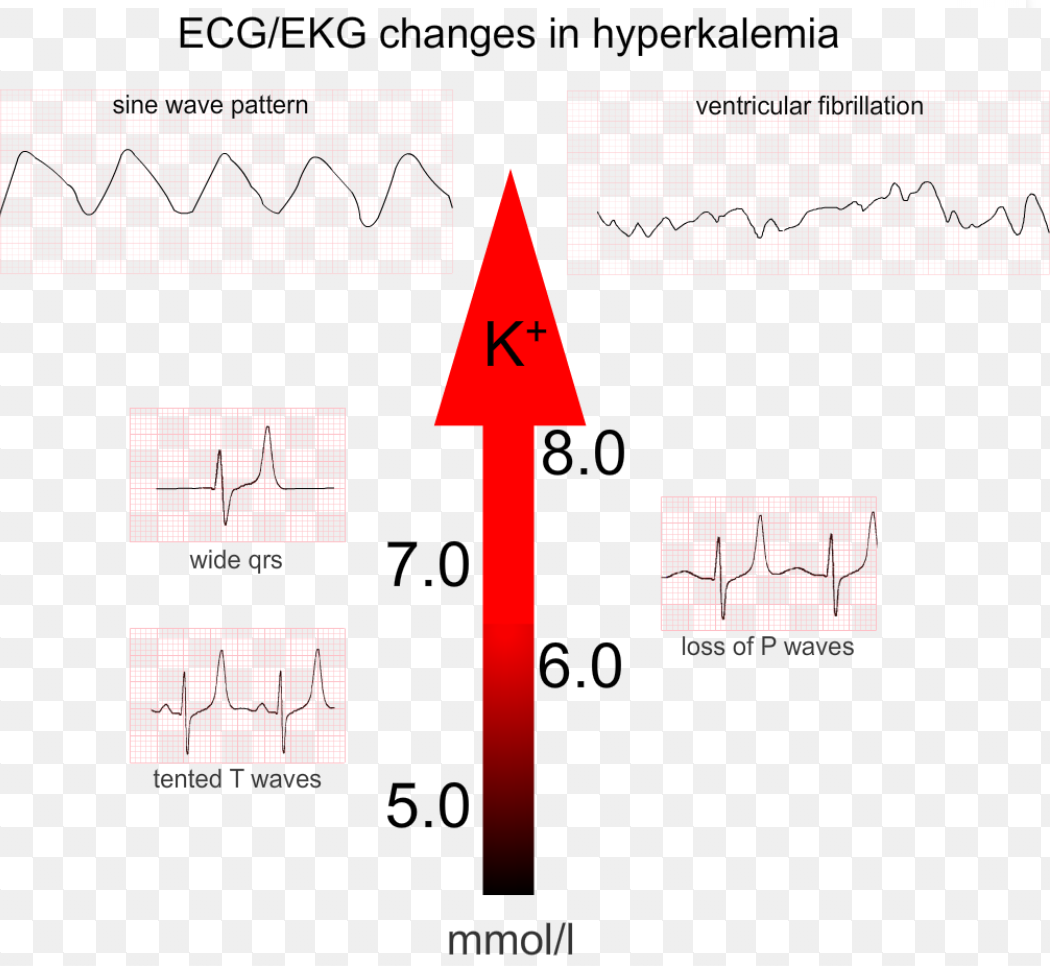 ECG/EKG changes in hyperkalemia
sine wave pattern
ventricular fibrillation
K+
8.0
wide qrs
7.0
loss of P waves
6.0
tented T waves
5.0
mmol/l